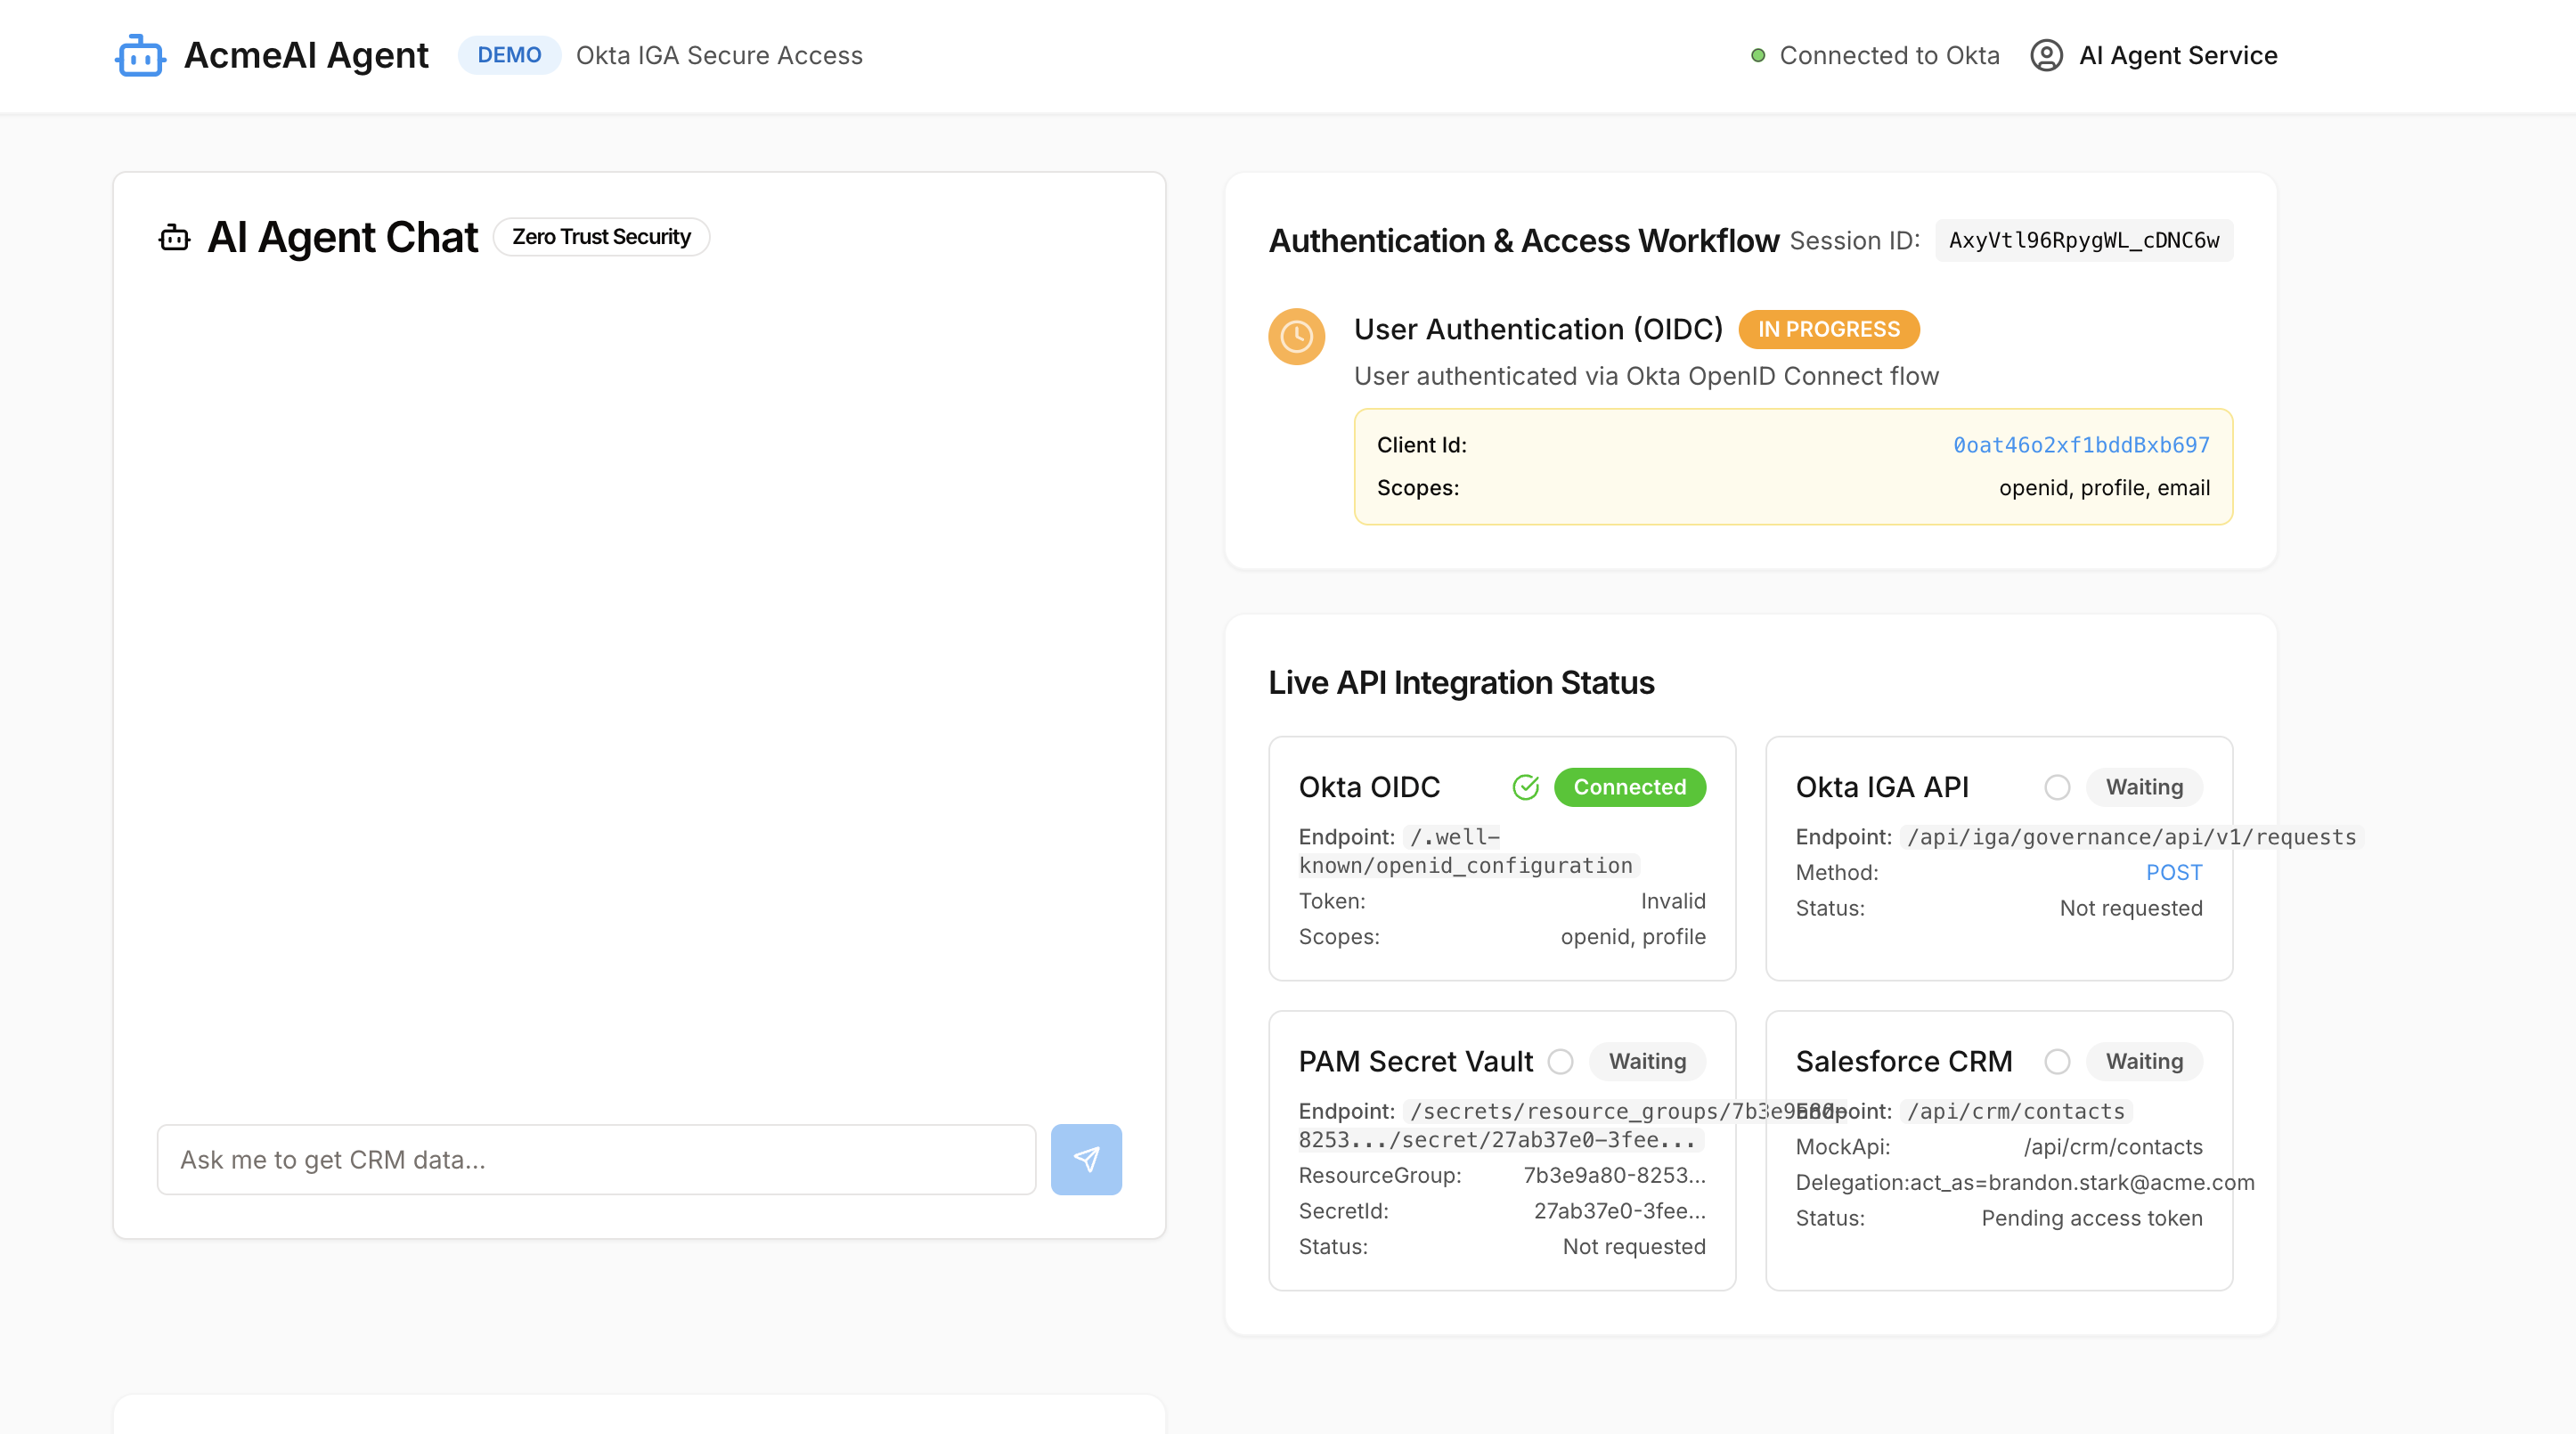 AcmeAI Agent DEMO Okta IGA Secure Access
Connected to Okta AI Agent Service
AI Agent Chat Zero Trust Security
Ask me to get CRM data...
Authentication & Access Workflow Session ID: AxyVtl96RpygWL_cDNC6w
User Authentication (OIDC) IN PROGRESS
User authenticated via Okta OpenID Connect flow
Client Id: 0oat46o2xf1bddBxb697
Scopes: openid, profile, email
Live API Integration Status
Okta OIDC Connected
Endpoint: /.well-
known/openid_configuration
Token: Invalid
Scopes: openid, profile
Okta IGA API Waiting
Endpoint: /api/iga/governance/api/v1/requests
Method: POST
Status: Not requested
PAM Secret Vault Waiting
Endpoint: /secrets/resource_groups/7b3e9a80-
8253.../secret/27ab37e0-3fee...
ResourceGroup: 7b3e9a80-8253...
SecretId: 27ab37e0-3fee...
Status: Not requested
Salesforce CRM Waiting
Endpoint: /api/crm/contacts
MockApi: /api/crm/contacts
Delegation:act_as=brandon.stark@acme.com
Status: Pending access token